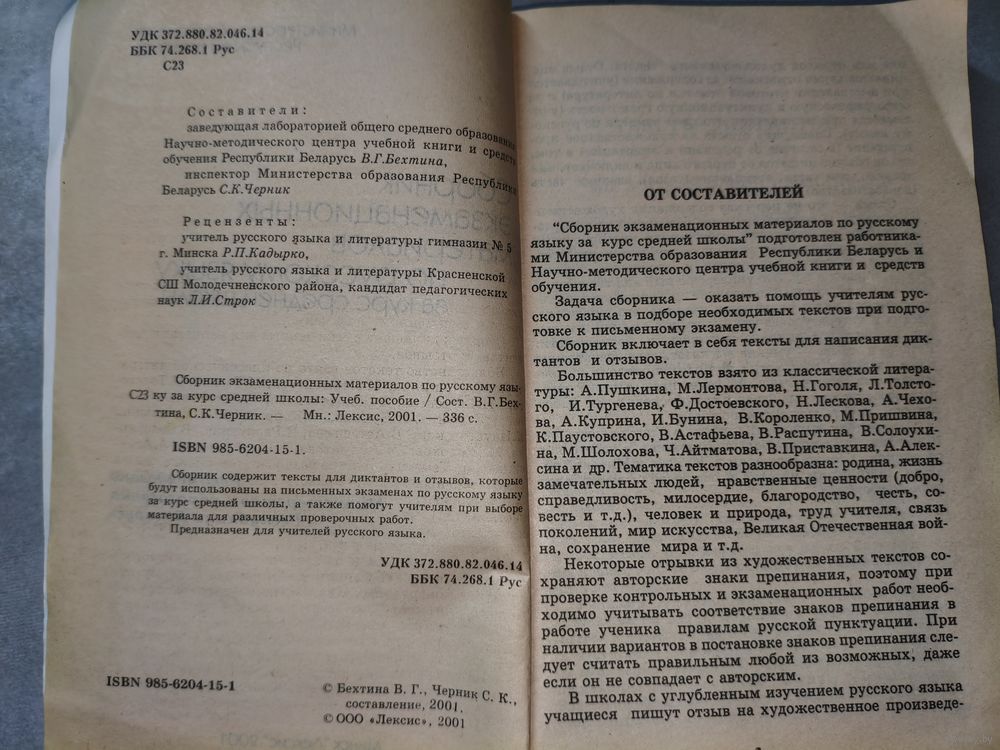 УДК 372.880.82.046.14
ББК 74.268.1 Рус
С23
Составители:
заведующая лабораторией общего среднего образования
Научно-методического центра учебной книги и средств
обучения Республики Беларусь В.Г.Бехтина,
инспектор Министерства образования Республики
Беларусь С.К.Черник
Рецензенты:
учитель русского языка и литературы гимназии № 5
г. Минска Р.П.Кадырко,
учитель русского языка и литературы Красненской
СШ Молодечненского района, кандидат педагогических
наук Л.И.Строк
Сборник экзаменационных материалов по русскому язы-
С23 ку за курс средней школы: Учеб. пособие / Сост. В.Г.Бех-
тина, С.К.Черник. — Мн.: Лексис, 2001. — 336 с.
ISBN 985-6204-15-1.
Сборник содержит тексты для диктантов и отзывов, которые
будут использованы на письменных экзаменах по русскому языку
за курс средней школы, а также помогут учителям при выборе
материала для различных проверочных работ.
Предназначен для учителей русского языка.
УДК 372.880.82.046.14
ББК 74.268.1 Рус
ISBN 985-6204-15-1
© Бехтина В. Г., Черник С. К.,
составление, 2001,
© ООО «Лексис», 2001
ОТ СОСТАВИТЕЛЕЙ
“Сборник экзаменационных материалов по русскому
языку за курс средней школы” подготовлен работника-
ми Министерства образования Республики Беларусь и
Научно-методического центра учебной книги и средств
обучения.
Задача сборника — оказать помощь учителям рус-
ского языка в подборе необходимых текстов при подго-
товке к письменному экзамену.
Сборник включает в себя тексты для написания дик-
тантов и отзывов.
Большинство текстов взято из классической литера-
туры: А.Пушкина, М.Лермонтова, Н.Гоголя, Л.Толсто-
го, И.Тургенева, Ф.Достоевского, Н.Лескова, А.Чехо-
ва, А.Куприна, И.Бунина, В.Короленко, М.Пришвина,
К.Паустовского, В.Астафьева, В.Распутина, В.Солоухи-
на, М.Шолохова, Ч.Айтматова, В.Приставкина, А.Алек-
сина и др. Тематика текстов разнообразна: родина, жизнь
замечательных людей, нравственные ценности (добро,
справедливость, милосердие, благородство, честь, со-
весть и т.д.), человек и природа, труд учителя, связь
поколений, мир искусства, Великая Отечественная вой-
на, сохранение мира и т.д.
Некоторые отрывки из художественных текстов со-
храняют авторские знаки препинания, поэтому при
проверке контрольных и экзаменационных работ необ-
ходимо учитывать соответствие знаков препинания в
работе ученика правилам русской пунктуации. При
наличии вариантов в постановке знаков препинания сле-
дует считать правильным любой из возможных, даже
если он не совпадает с авторским.
В школах с углубленным изучением русского языка
учащиеся пишут отзыв на художественное произведе-